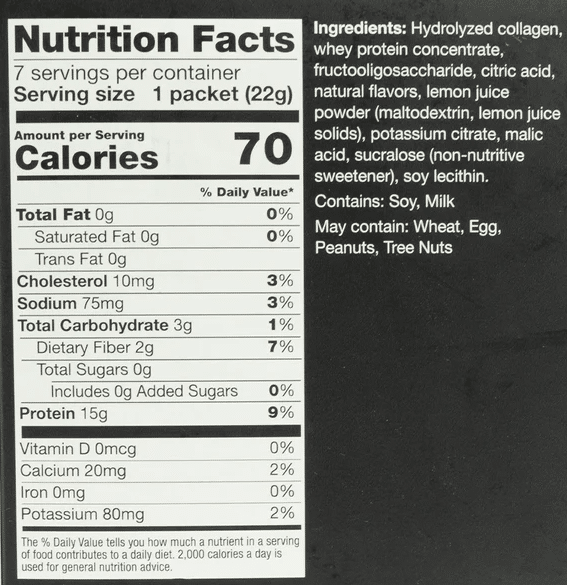 Nutrition Facts
7 servings per container
Serving size 1 packet (22g)
Amount per Serving
Calories 70
% Daily Value*
Total Fat 0g 0%
Saturated Fat 0g 0%
Trans Fat 0g
Cholesterol 10mg 3%
Sodium 75mg 3%
Total Carbohydrate 3g 1%
Dietary Fiber 2g 7%
Total Sugars 0g
Includes 0g Added Sugars 0%
Protein 15g 9%
Vitamin D 0mcg 0%
Calcium 20mg 2%
Iron 0mg 0%
Potassium 80mg 2%
The % Daily Value tells you how much a nutrient in a serving
of food contributes to a daily diet. 2,000 calories a day is
used for general nutrition advice.
Ingredients: Hydrolyzed collagen,
whey protein concentrate,
fructooligosaccharide, citric acid,
natural flavors, lemon juice
powder (maltodextrin, lemon juice
solids), potassium citrate, malic
acid, sucralose (non-nutritive
sweetener), soy lecithin.
Contains: Soy, Milk
May contain: Wheat, Egg,
Peanuts, Tree Nuts